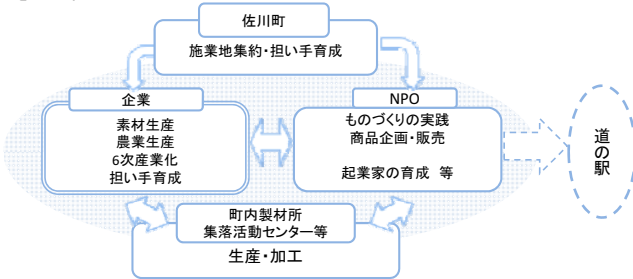 佐川町
施業地集約・担い手育成
企業
素材生産
農業生産
6次産業化
担い手育成
NPO
ものづくりの実践
商品企画・販売
起業家の育成 等
道の駅
町内製材所
集落活動センター等
生産・加工